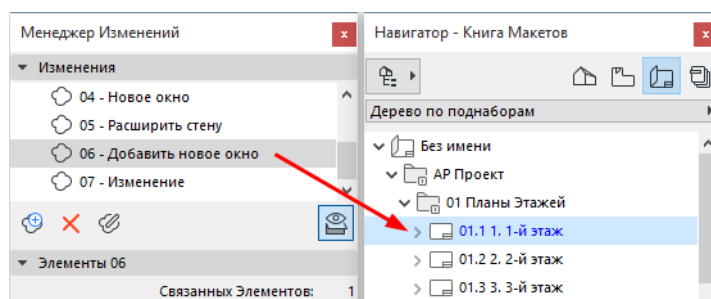 Менеджер Изменений
x
Изменения
04 - Новое окно
05 - Расширить стену
06 - Добавить новое окно
07 - Изменение
Элементы 06
Связанных Элементов: 1
Навигатор - Книга Макетов
x
Дерево по поднаборам
Без имени
АР Проект
01 Планы Этажей
01.1 1. 1-й этаж
01.2 2. 2-й этаж
01.3 3. 3-й этаж